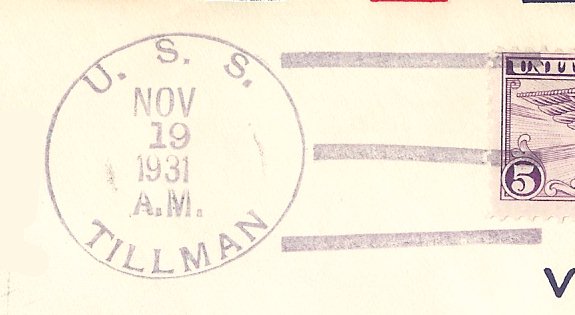 U. S. S.
NOV
19
1931
A.M.
TILLMAN
5
V